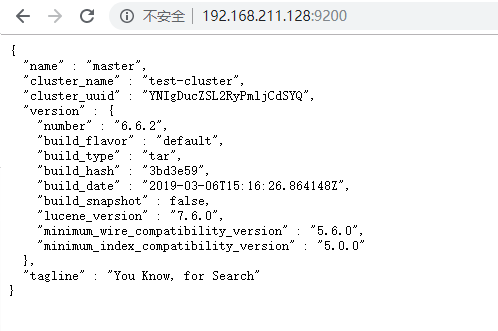 不安全 192.168.211.128:9200
{
"name" : "master",
"cluster_name" : "test-cluster",
"cluster_uuid" : "YNIgDucZSL2RyPmljCdSYQ",
"version" : {
"number" : "6.6.2",
"build_flavor" : "default",
"build_type" : "tar",
"build_hash" : "3bd3e59",
"build_date" : "2019-03-06T15:16:26.864148Z",
"build_snapshot" : false,
"lucene_version" : "7.6.0",
"minimum_wire_compatibility_version" : "5.6.0",
"minimum_index_compatibility_version" : "5.0.0"
},
"tagline" : "You Know, for Search"
}